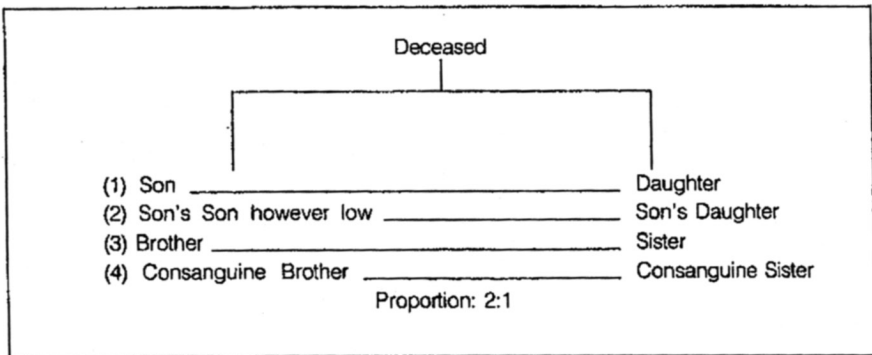 Deceased
(1) Son Daughter
(2) Son's Son however low Son's Daughter
(3) Brother Sister
(4) Consanguine Brother Consanguine Sister
Proportion: 2:1